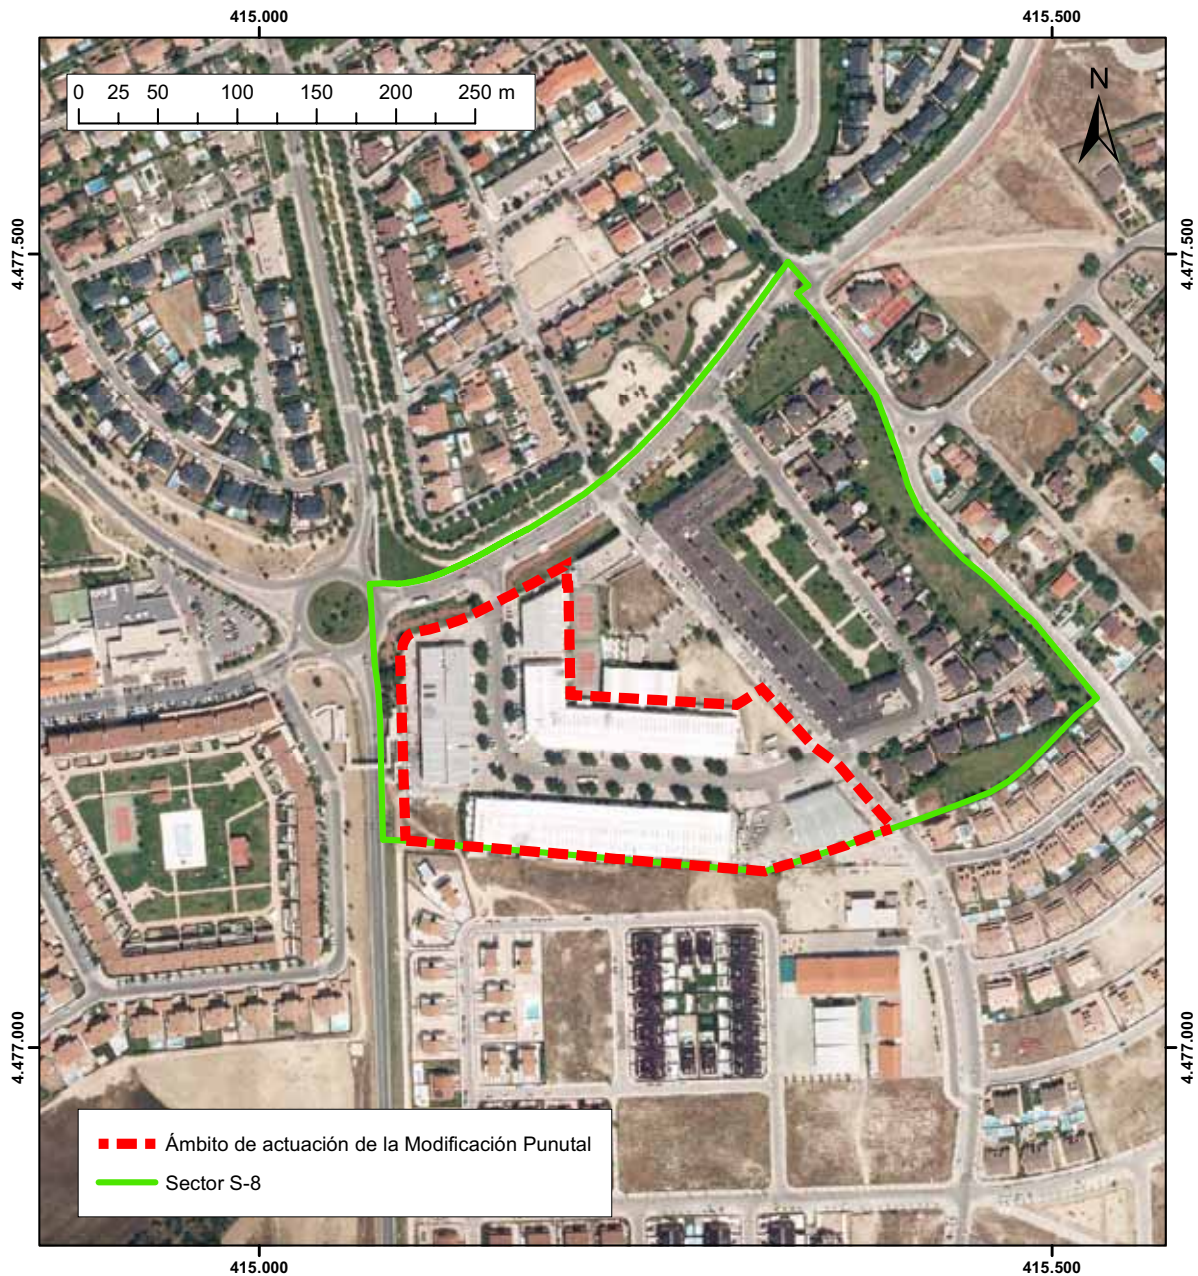 415.000 415.500
0 25 50 100 150 200 250 m
N
4.477.500 4.477.500
4.477.000 4.477.000
Ámbito de actuación de la Modificación Punutal
Sector S-8
415.000 415.500